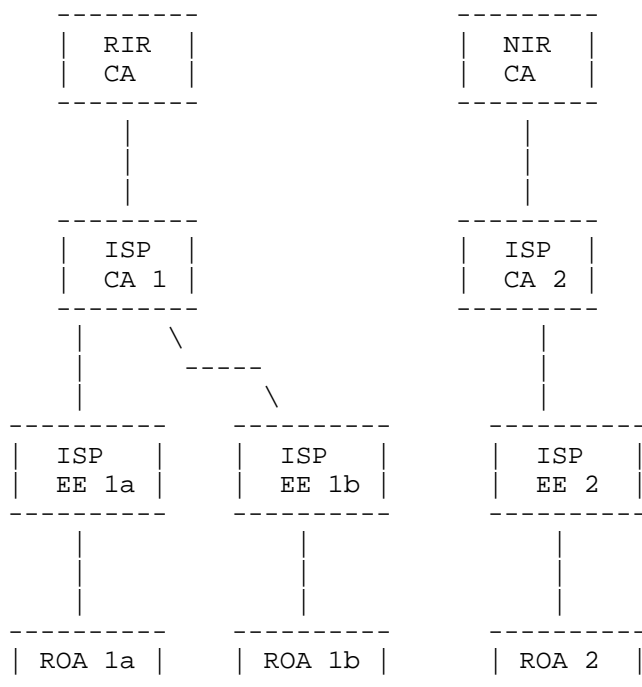 RIR NIR
CA CA
ISP ISP
CA 1 CA 2
ISP ISP ISP
EE 1a EE 1b EE 2
ROA 1a ROA 1b ROA 2